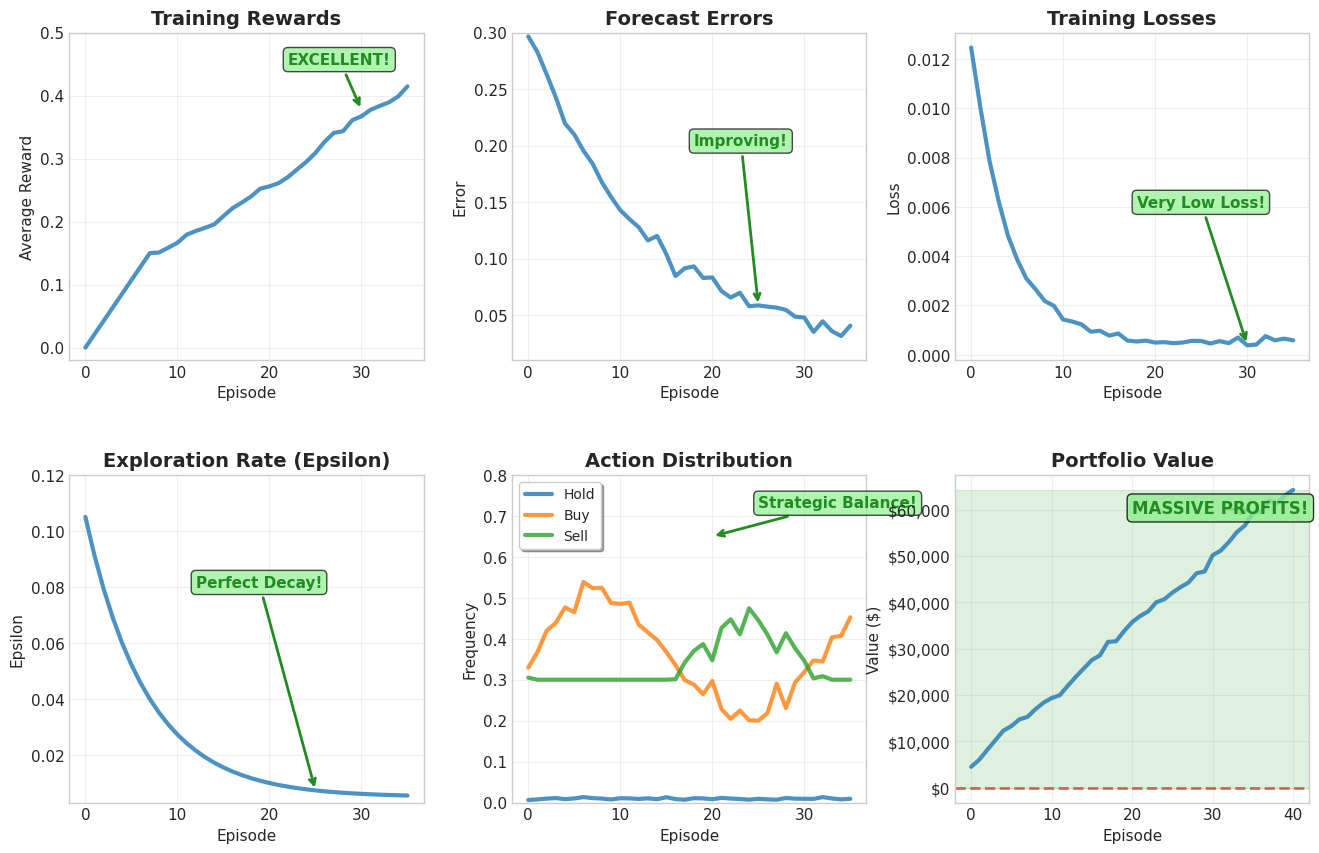 Training Rewards
EXCELLENT!
0.5
0.4
0.3
0.2
0.1
0.0
Average Reward
0 10 20 30
Episode
Forecast Errors
Improving!
0.30
0.25
0.20
0.15
0.10
0.05
Error
0 10 20 30
Episode
Training Losses
Very Low Loss!
0.012
0.010
0.008
0.006
0.004
0.002
0.000
Loss
0 10 20 30
Episode
Exploration Rate (Epsilon)
Perfect Decay!
0.12
0.10
0.08
0.06
0.04
0.02
Epsilon
0 10 20 30
Episode
Action Distribution
Hold
Buy
Sell
Strategic Balance!
0.8
0.7
0.6
0.5
0.4
0.3
0.2
0.1
0.0
Frequency
0 10 20 30
Episode
Portfolio Value
MASSIVE PROFITS!
$60,000
$50,000
$40,000
$30,000
$20,000
$10,000
$0
Value ($)
0 10 20 30 40
Episode